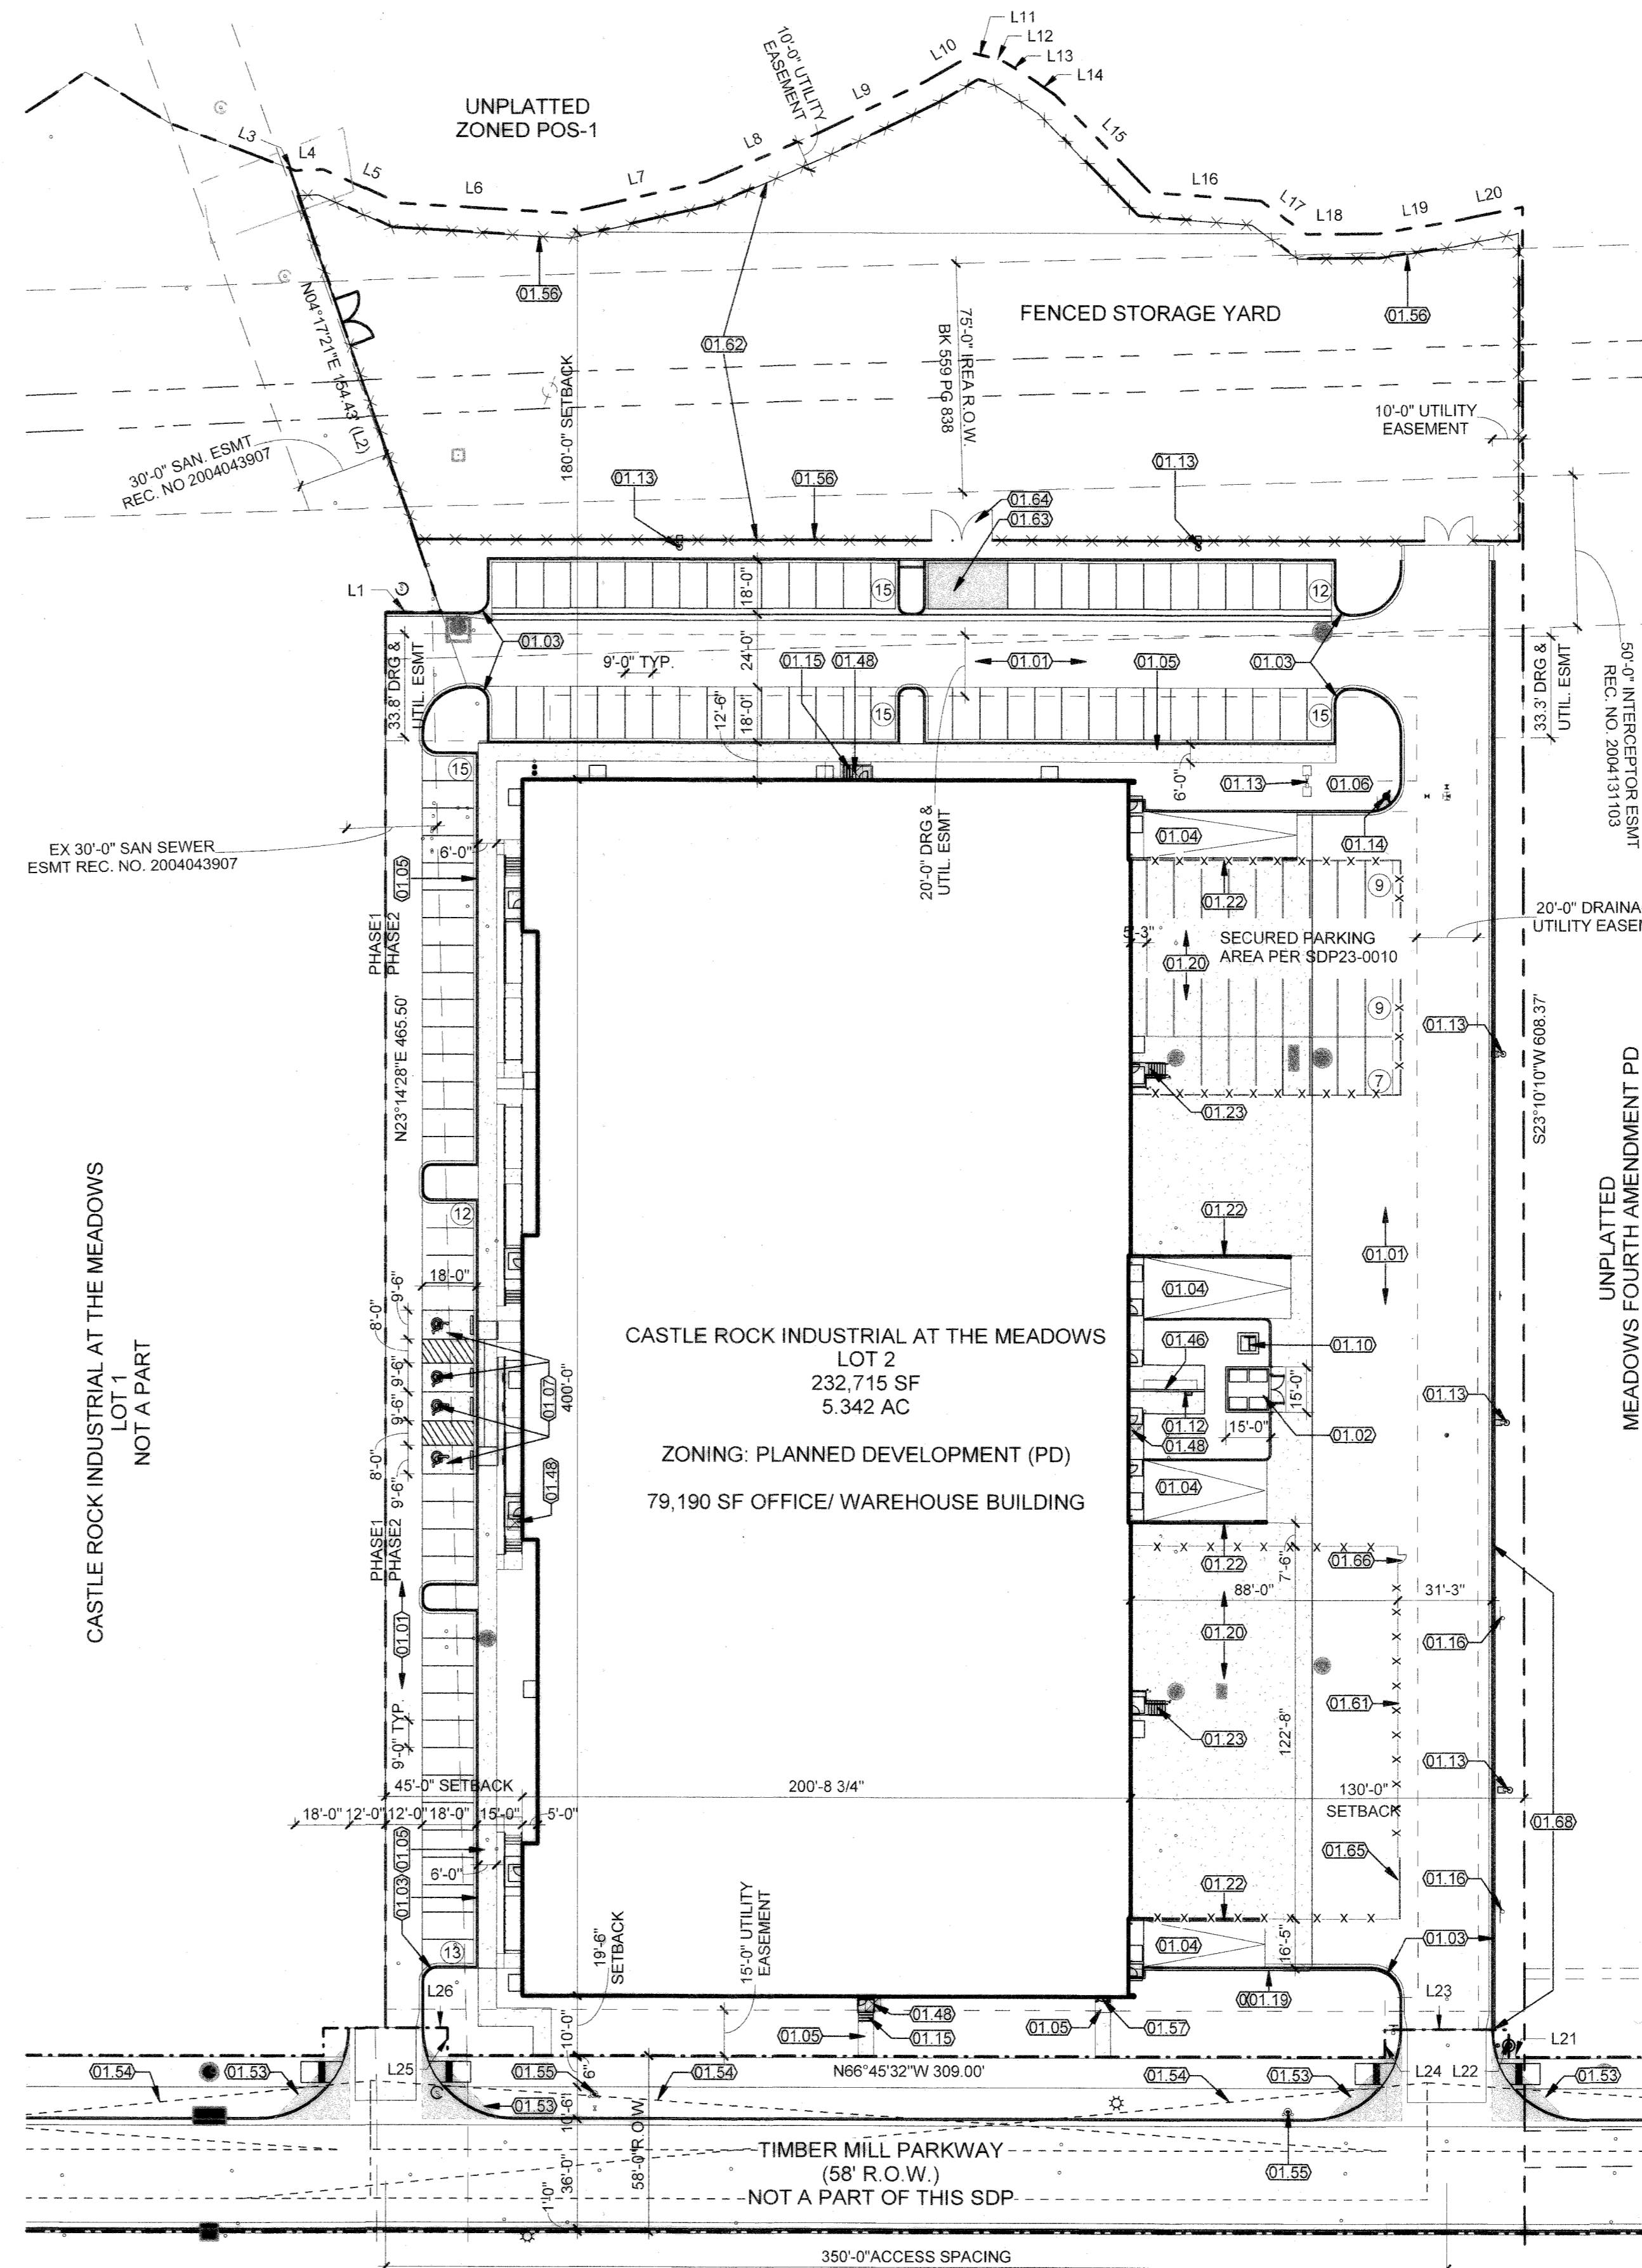 L11
L12
L13
L14
L10
10'-0" UTILITY
EASEMENT
L9
UNPLATTED
ZONED POS-1
L15
L3
L4
L5
L6
L7
L8
L16
L17
L18
L19
L20
01.56
N04°17'21"E 154.43' (L2)
01.62
180'-0" SETBACK
75'-0" IREA R.O.W.
BK 559 PG 838
FENCED STORAGE YARD
01.56
10'-0" UTILITY
EASEMENT
30'-0" SAN. ESMT
REC. NO 2004043907
01.13
01.56
01.13
01.64
01.63
L1
18'-0"
15
12
01.03
33.8' DRG &
UTIL. ESMT
9'-0" TYP.
24'-0"
01.15
01.48
01.01
01.05
01.03
33.3' DRG &
UTIL. ESMT
50'-0" INTERCEPTOR ESMT
REC. NO. 2004131103
12'-6"
18'-0"
15
15
15
6'-0"
01.13
01.06
01.14
01.04
EX 30'-0" SAN SEWER
ESMT REC. NO. 2004043907
6'-0"
01.05
20'-0" DRG &
UTIL. ESMT
01.22
9
PHASE1
PHASE2
5'-3"
SECURED PARKING
AREA PER SDP23-0010
01.20
20'-0" DRAINA
UTILITY EASEM
9
01.13
N23°14'28"E 465.50'
S23°10'10"W 608.37'
7
01.23
CASTLE ROCK INDUSTRIAL AT THE MEADOWS
LOT 1
NOT A PART
UNPLATTED
MEADOWS FOURTH AMENDMENT PD
12
01.22
01.01
18'-0"
9'-6"
8'-0"
9'-6"
9'-6"
8'-0"
9'-6"
01.07
400'-0"
01.48
CASTLE ROCK INDUSTRIAL AT THE MEADOWS
LOT 2
232,715 SF
5.342 AC
ZONING: PLANNED DEVELOPMENT (PD)
79,190 SF OFFICE/ WAREHOUSE BUILDING
01.04
01.46
01.10
15'-0"
01.12
15'-0"
01.48
01.02
01.13
01.04
PHASE1
PHASE2
01.22
7'-6"
01.66
88'-0"
31'-3"
01.01
01.20
01.16
01.61
9'-0" TYP.
01.23
122'-8"
01.13
45'-0" SETBACK
200'-8 3/4"
130'-0"
SETBACK
18'-0"
12'-0"
12'-0"
18'-0"
15'-0"
5'-0"
01.68
01.05
01.65
6'-0"
01.03
01.22
01.16
19'-6"
SETBACK
15'-0" UTILITY
EASEMENT
13
01.04
16'-5"
01.03
L26
01.19
L23
10'-0"
01.48
01.05
01.15
01.05
01.57
L21
01.54
01.53
L25
01.55
6"
01.54
N66°45'32"W 309.00'
01.54
01.53
L24
L22
01.53
01.53
10'-6"
58'-0" R.O.W.
TIMBER MILL PARKWAY
(58' R.O.W.)
NOT A PART OF THIS SDP
01.55
36'-0"
1'-0"
350'-0"ACCESS SPACING